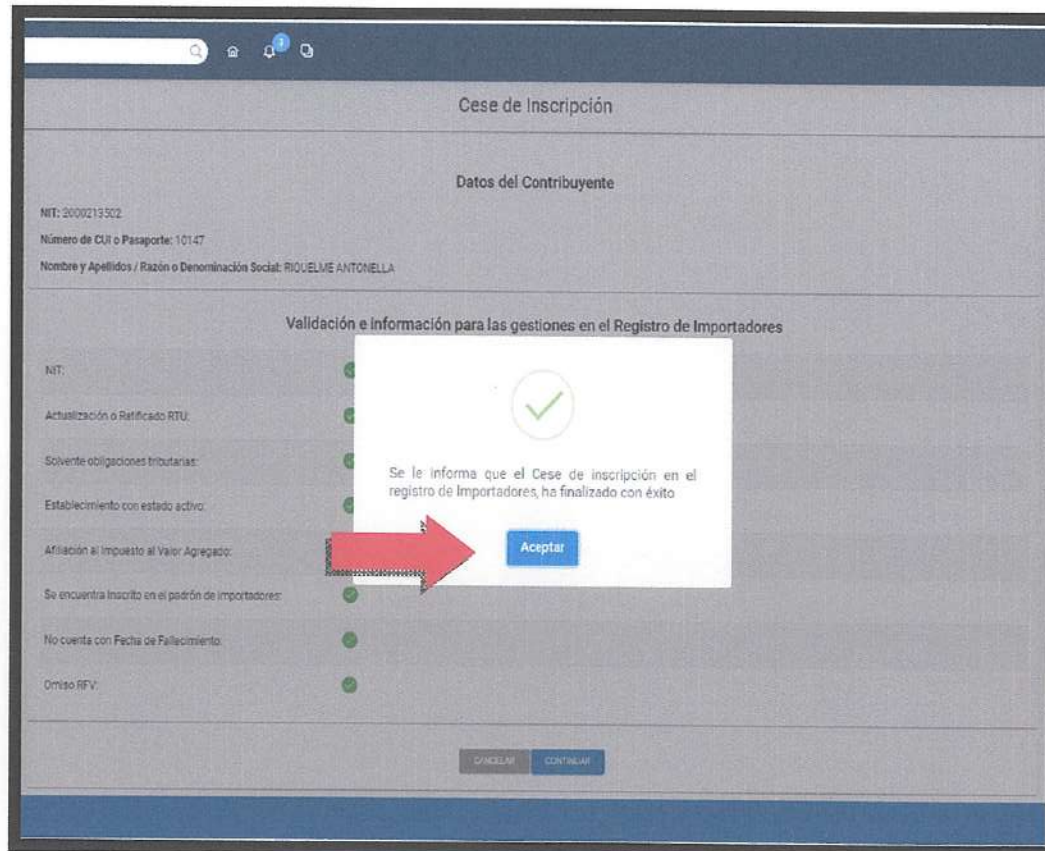 3
Cese de Inscripción
Datos del Contribuyente
NIT: 2000213502
Número de CUI o Pasaporte: 10147
Nombre y Apellidos / Razón o Denominación Social: RIQUELME ANTONELLA
Validación e información para las gestiones en el Registro de Importadores
NIT:
Actualización o Ratificado RTU:
Solvente obligaciones tributarias:
Establecimiento con estado activo:
Afiliación al Impuesto al Valor Agregado:
Se encuentra inscrito en el padrón de importadores:
No cuenta con Fecha de Fallecimiento:
Omiso RFV:
Se le informa que el Cese de inscripción en el
registro de Importadores, ha finalizado con éxito
Aceptar
CANCELAR CONTINUAR